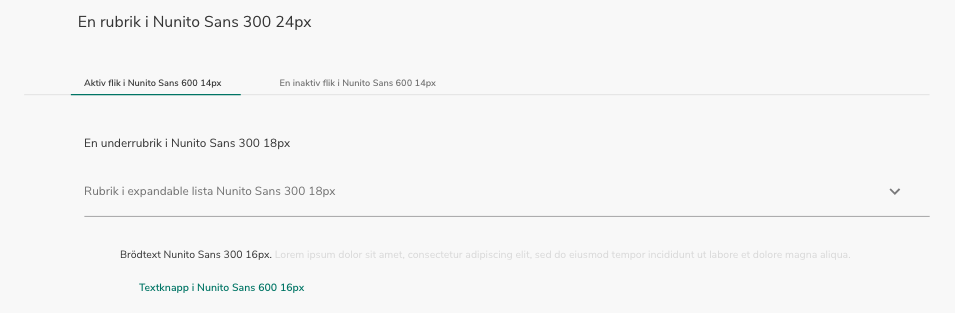 En rubrik i Nunito Sans 300 24px
Aktiv flik i Nunito Sans 600 14px
En inaktiv flik i Nunito Sans 600 14px
En underrubrik i Nunito Sans 300 18px
Rubrik i expandable lista Nunito Sans 300 18px
Brödtext Nunito Sans 300 16px. Lorem ipsum dolor sit amet, consectetur adipiscing elit, sed do eiusmod tempor incididunt ut labore et dolore magna aliqua.
Textknapp i Nunito Sans 600 16px